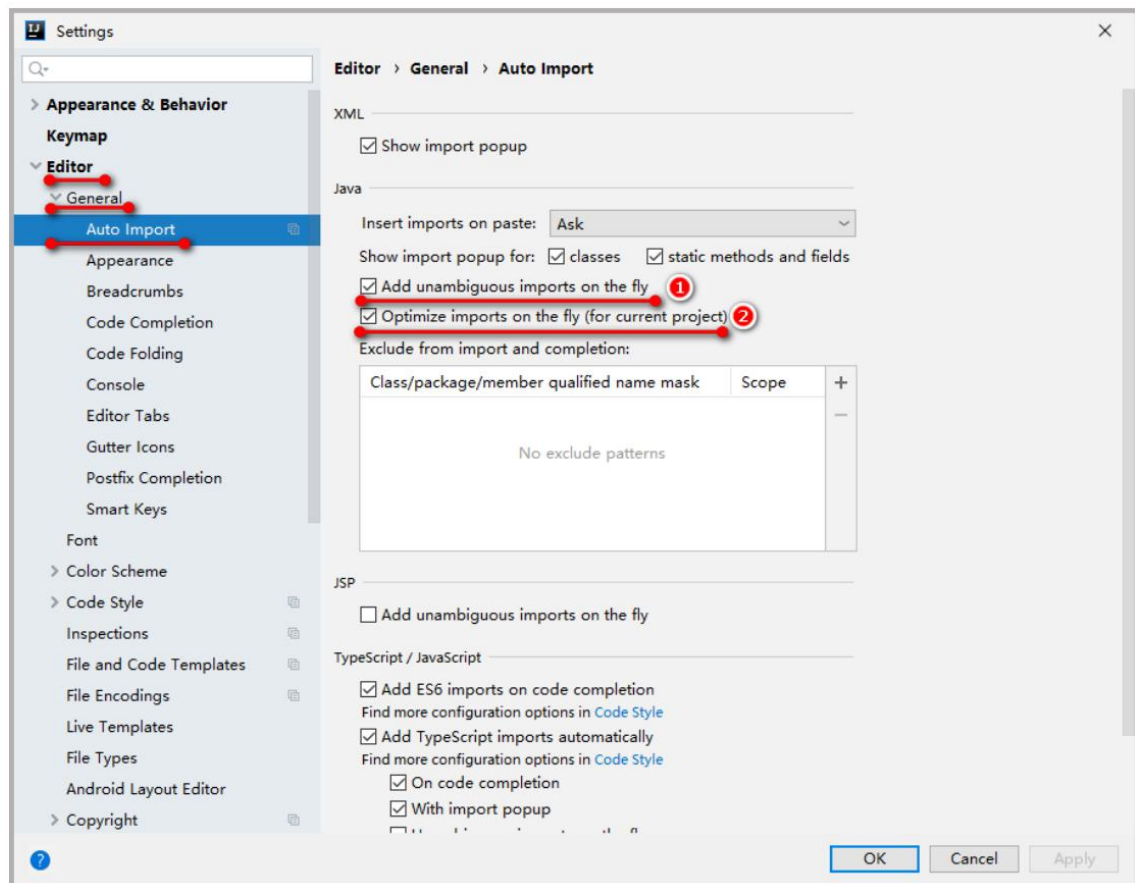 Settings
Editor › General › Auto Import
Appearance & Behavior
Keymap
Editor
General
Auto Import
Appearance
Breadcrumbs
Code Completion
Code Folding
Console
Editor Tabs
Gutter Icons
Postfix Completion
Smart Keys
Font
Color Scheme
Code Style
Inspections
File and Code Templates
File Encodings
Live Templates
File Types
Android Layout Editor
Copyright
XML
Show import popup
Java
Insert imports on paste: Ask
Show import popup for: classes static methods and fields
Add unambiguous imports on the fly 1
Optimize imports on the fly (for current project) 2
Exclude from import and completion:
Class/package/member qualified name mask Scope
No exclude patterns
JSP
Add unambiguous imports on the fly
TypeScript / JavaScript
Add ES6 imports on code completion
Find more configuration options in Code Style
Add TypeScript imports automatically
Find more configuration options in Code Style
On code completion
With import popup
? OK Cancel Apply